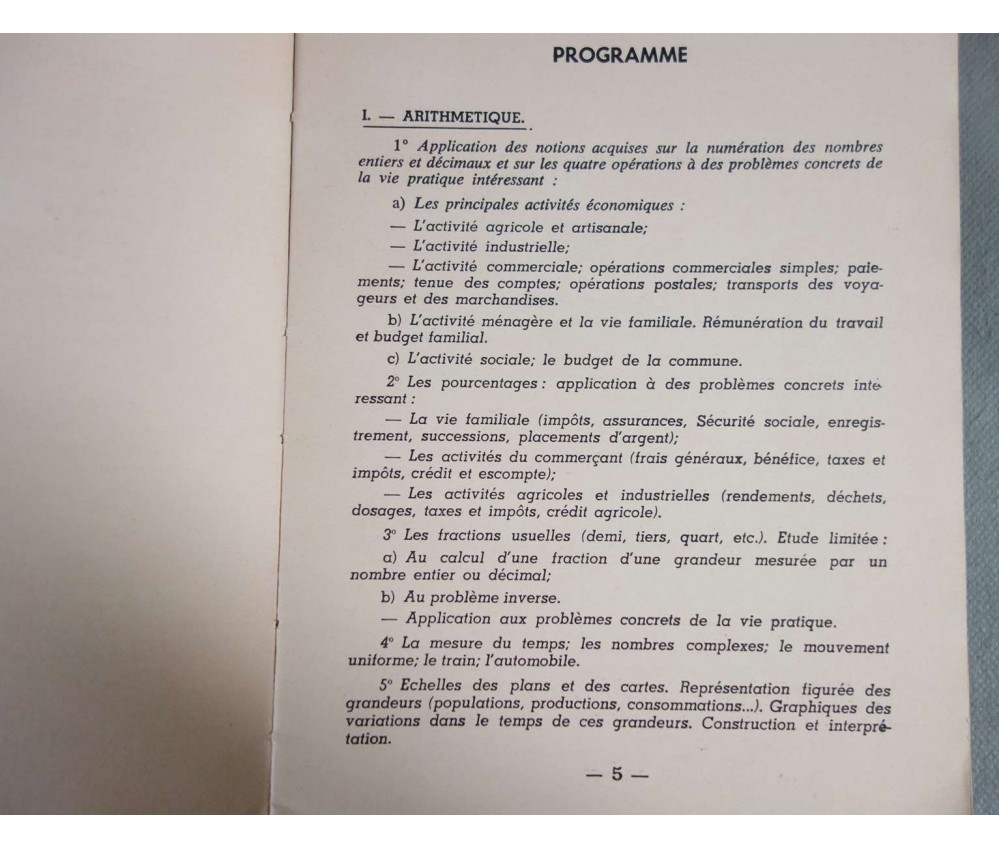 PROGRAMME
I. — ARITHMETIQUE.
1° Application des notions acquises sur la numération des nombres
entiers et décimaux et sur les quatre opérations à des problèmes concrets de
la vie pratique intéressant :
a) Les principales activités économiques :
— L'activité agricole et artisanale;
— L'activité industrielle;
— L'activité commerciale; opérations commerciales simples; paie-
ments; tenue des comptes; opérations postales; transports des voya-
geurs et des marchandises.
b) L'activité ménagère et la vie familiale. Rémunération du travail
et budget familial.
c) L'activité sociale; le budget de la commune.
2° Les pourcentages : application à des problèmes concrets inté-
ressant :
— La vie familiale (impôts, assurances, Sécurité sociale, enregis-
trement, successions, placements d'argent);
— Les activités du commerçant (frais généraux, bénéfice, taxes et
impôts, crédit et escompte);
— Les activités agricoles et industrielles (rendements, déchets,
dosages, taxes et impôts, crédit agricole).
3° Les fractions usuelles (demi, tiers, quart, etc.). Etude limitée :
a) Au calcul d'une fraction d'une grandeur mesurée par un
nombre entier ou décimal;
b) Au problème inverse.
— Application aux problèmes concrets de la vie pratique.
4° La mesure du temps; les nombres complexes; le mouvement
uniforme; le train; l'automobile.
5° Echelles des plans et des cartes. Représentation figurée des
grandeurs (populations, productions, consommations...). Graphiques des
variations dans le temps de ces grandeurs. Construction et interpré-
tation.
— 5 —